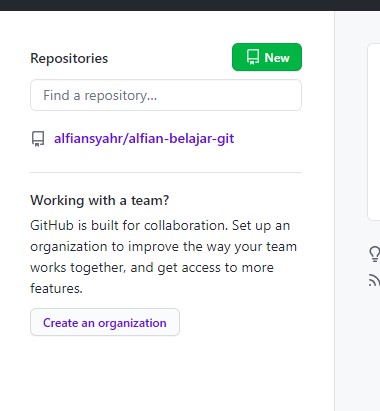 Repositories
New
Find a repository...
alfiansyahr/alfian-belajar-git
Working with a team?
GitHub is built for collaboration. Set up an
organization to improve the way your team
works together, and get access to more
features.
Create an organization